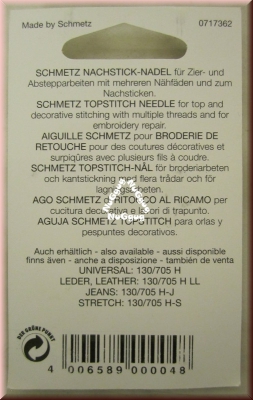 Made by Schmetz 0717362
SCHMETZ NACHSTICK-NADEL für Zier- und
Absteppparbeiten mit mehreren Nähfäden und zum
Nachsticken.
SCHMETZ TOPSTITCH NEEDLE for top and
decorative stitching with multiple threads and for
embroidery repair.
AIGUILLE SCHMETZ pour BRODERIE DE
RETOUCHE pour des coutures décoratives et
surpiqûres avec plusieurs fils à coudre.
SCHMETZ TOPSTITCH-NÅL för broderiarbeten
och kantstickning med flera trådar och för
AGO SCHMETZ RITOCCO AL RICAMO per
cucitura decorativa e lavori di trapunto.
AGUJA SCHMETZ TOPSTITCH para orlas y
pespuntes decorativos.
Auch erhältlich - also available - aussi disponible
finns även - anche a disposizione - también de venta
UNIVERSAL: 130/705 H
LEDER, LEATHER: 130/705 H LL
JEANS: 130/705 H-J
STRETCH: 130/705 H-S
DER GRÜNE PUNKT
4 006589 000048